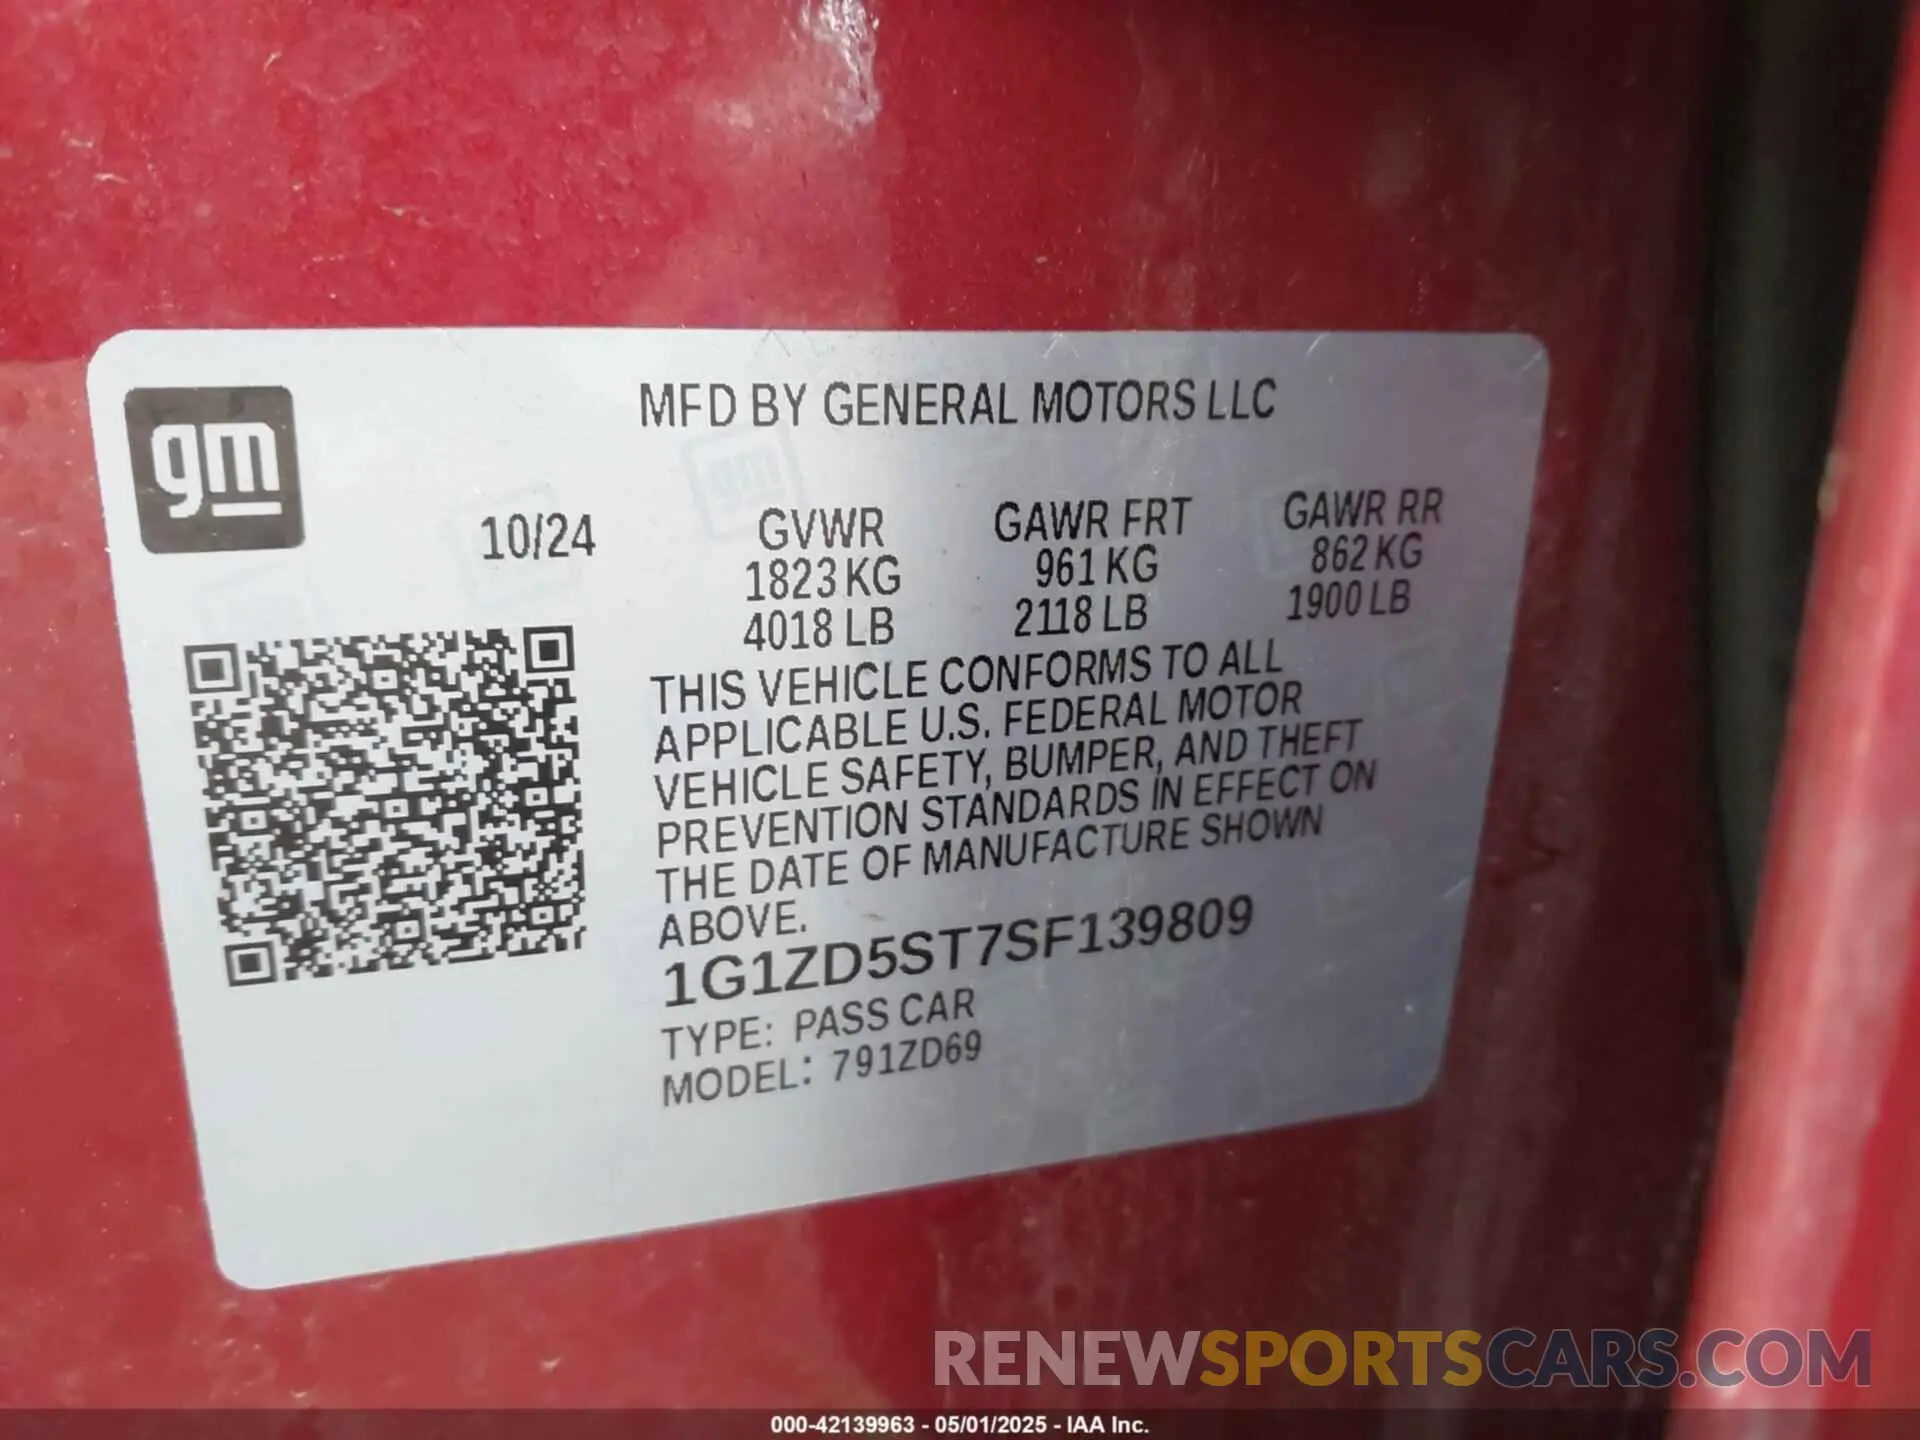 gm
MFD BY GENERAL MOTORS LLC
10/24
GVWR
1823 KG
4018 LB
GAWR FRT
961 KG
2118 LB
GAWR RR
862 KG
1900 LB
THIS VEHICLE CONFORMS TO ALL
APPLICABLE U.S. FEDERAL MOTOR
VEHICLE SAFETY, BUMPER, AND THEFT
PREVENTION STANDARDS IN EFFECT ON
THE DATE OF MANUFACTURE SHOWN
ABOVE.
1G1ZD5ST7SF139809
TYPE: PASS CAR
MODEL: 791ZD69
RENEWSPORTSCARS.COM
000-42139963 - 05/01/2025 - IAA Inc.